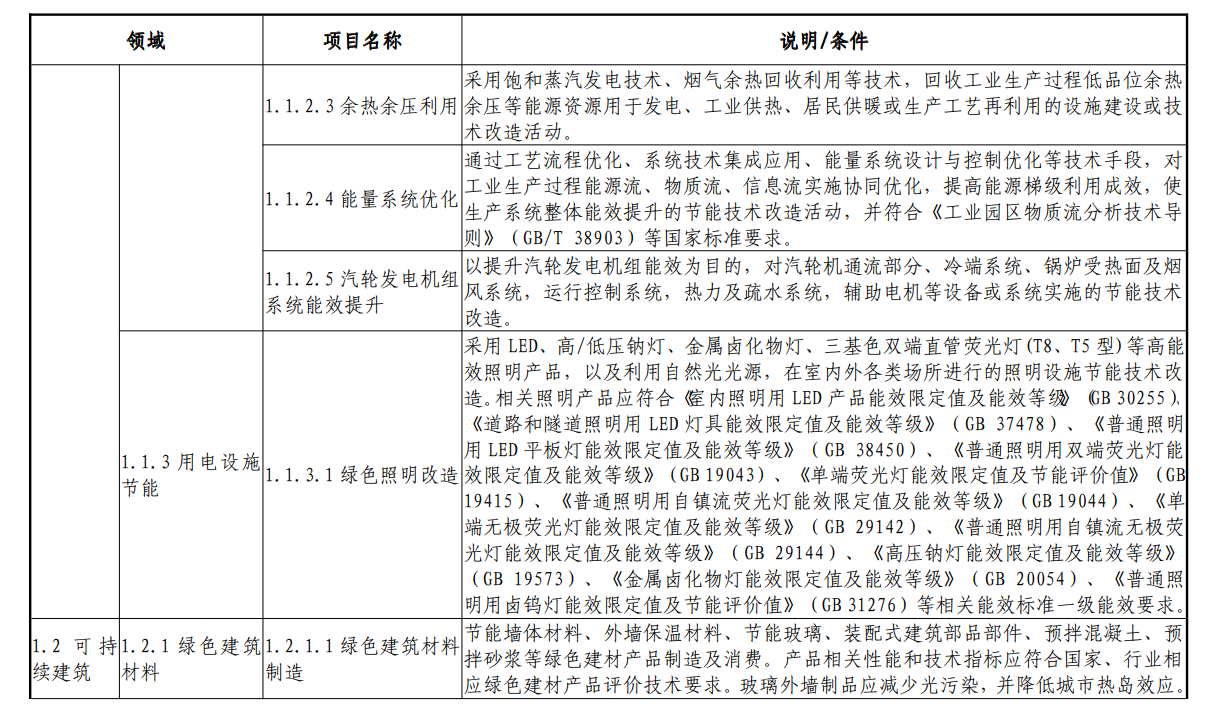 领域 项目名称 说明/条件
1.1.2.3余热余压利用
采用饱和蒸汽发电技术、烟气余热回收利用等技术，回收工业生产过程低品位余热
余压等能源资源用于发电、工业供热、居民供暖或生产工艺再利用的设施建设或技
术改造活动。
1.1.2.4能量系统优化
通过工艺流程优化、系统技术集成应用、能量系统设计与控制优化等技术手段，对
工业生产过程能源流、物质流、信息流实施协同优化，提高能源梯级利用成效，使
生产系统整体能效提升的节能技术改造活动，并符合《工业园区物质流分析技术导
则》（GB/T 38903）等国家标准要求。
1.1.2.5汽轮发电机组
系统能效提升
以提升汽轮发电机组能效为目的，对汽轮机通流部分、冷端系统、锅炉受热面及烟
风系统，运行控制系统，热力及疏水系统，辅助电机等设备或系统实施的节能技术
改造。
1.1.3用电设施
节能
1.1.3.1绿色照明改造
采用LED、高/低压钠灯、金属卤化物灯、三基色双端直管荧光灯(T8、T5型)等高能
效照明产品，以及利用自然光光源，在室内外各类场所进行的照明设施节能技术改
造。相关照明产品应符合《室内照明用LED产品能效限定值及能效等级》（GB 30255）、
《道路和隧道照明用LED灯具能效限定值及能效等级》（GB 37478）、《普通照明
用LED平板灯能效限定值及能效等级》（GB 38450）、《普通照明用双端荧光灯能
效限定值及能效等级》（GB 19043）、《单端荧光灯能效限定值及节能评价值》（GB
19415）、《普通照明用自镇流荧光灯能效限定值及能效等级》（GB 19044）、《单
端无极荧光灯能效限定值及能效等级》（GB 29142）、《普通照明用自镇流无极荧
光灯能效限定值及能效等级》（GB 29144）、《高压钠灯能效限定值及能效等级》
（GB 19573）、《金属卤化物灯能效限定值及能效等级》（GB 20054）、《普通照
明用卤钨灯能效限定值及节能评价值》（GB 31276）等相关能效标准一级能效要求。
1.2 可持
续建筑
1.2.1绿色建筑
材料
1.2.1.1绿色建筑材料
制造
节能墙体材料、外墙保温材料、节能玻璃、装配式建筑部品部件、预拌混凝土、预
拌砂浆等绿色建材产品制造及消费。产品相关性能和技术指标应符合国家、行业相
应绿色建材产品评价技术要求。玻璃外墙制品应减少光污染，并降低城市热岛效应。